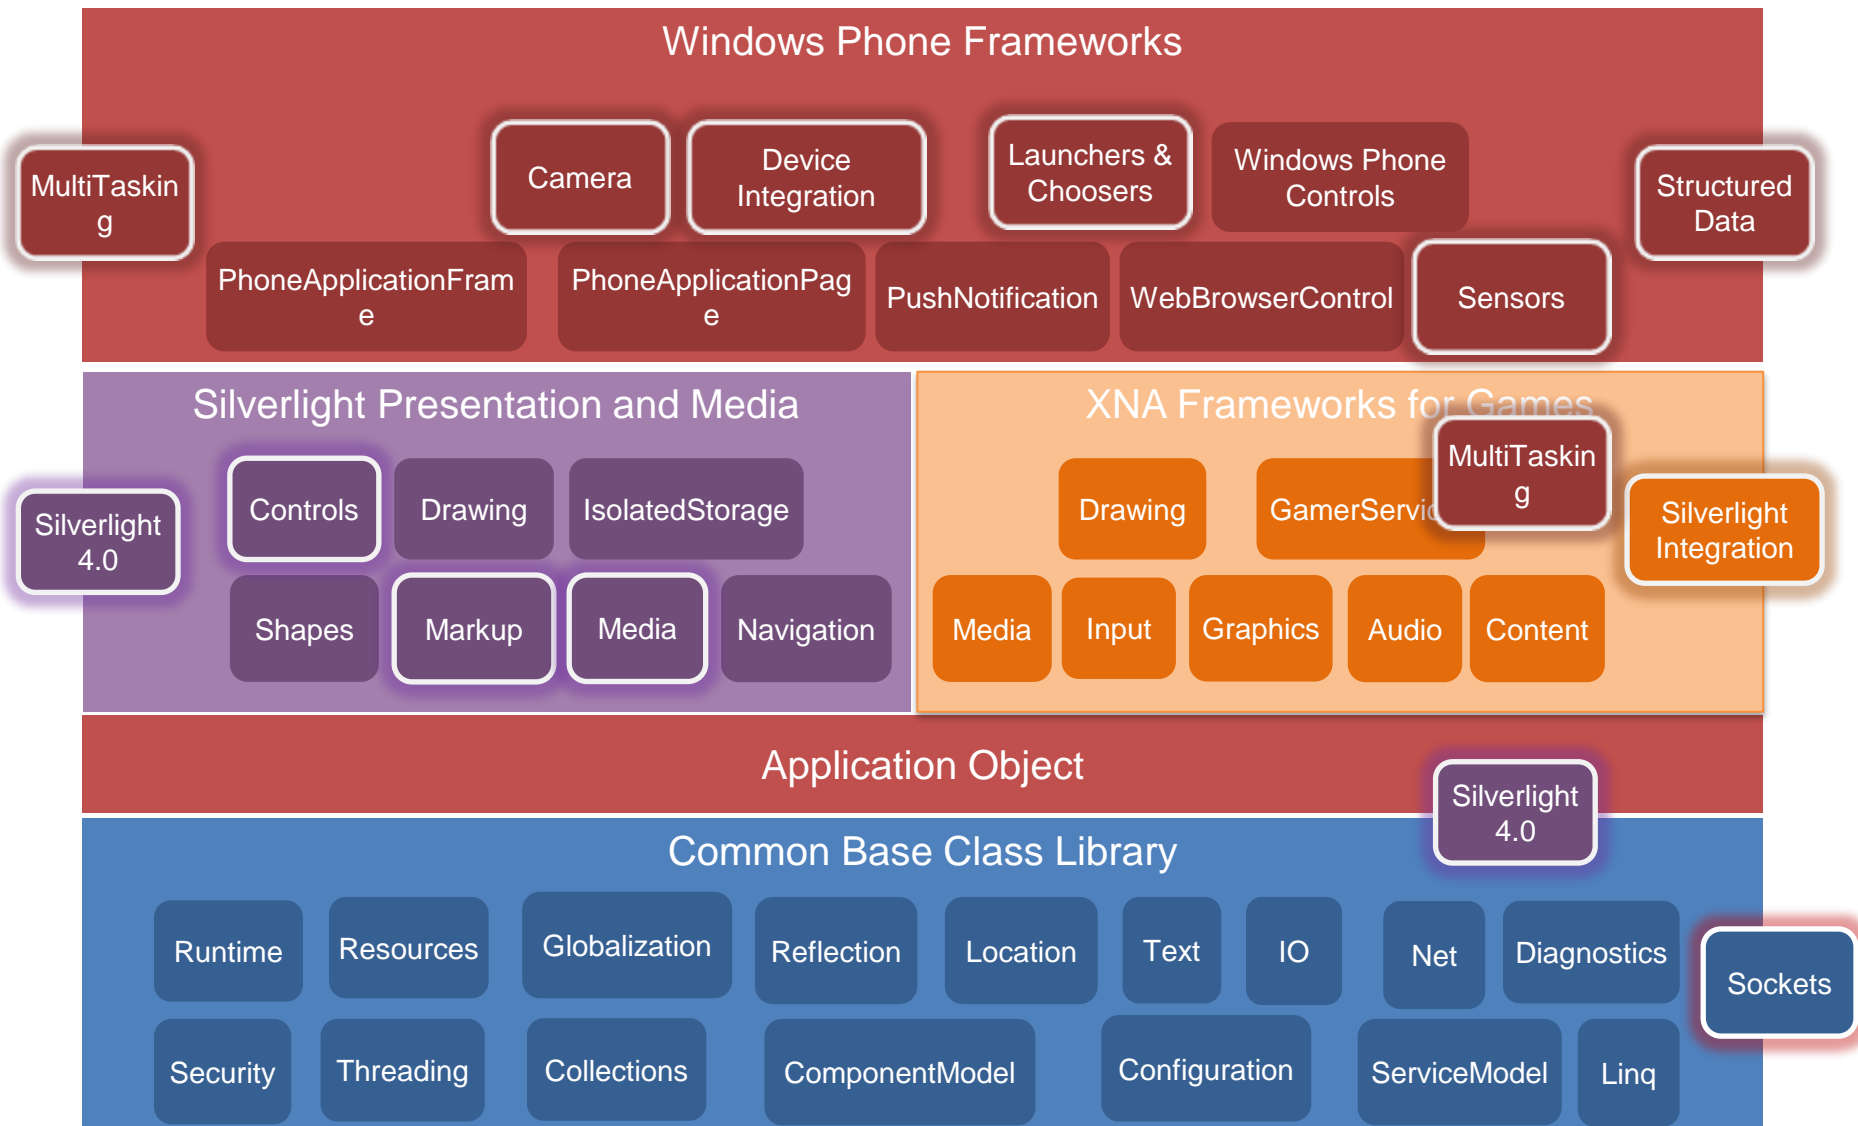 Windows Phone Frameworks
MultiTaskin
g
Camera
Device
Integration
Launchers &
Choosers
Windows Phone
Controls
Structured
Data
PhoneApplicationFram
e
PhoneApplicationPag
e
PushNotification
WebBrowserControl
Sensors
Silverlight Presentation and Media
Silverlight
4.0
Controls
Drawing
IsolatedStorage
Shapes
Markup
Media
Navigation
XNA Frameworks for Games
Drawing
GamerServic
MultiTaskin
g
Silverlight
Integration
Media
Input
Graphics
Audio
Content
Application Object
Silverlight
4.0
Common Base Class Library
Runtime
Resources
Globalization
Reflection
Location
Text
IO
Net
Diagnostics
Sockets
Security
Threading
Collections
ComponentModel
Configuration
ServiceModel
Linq